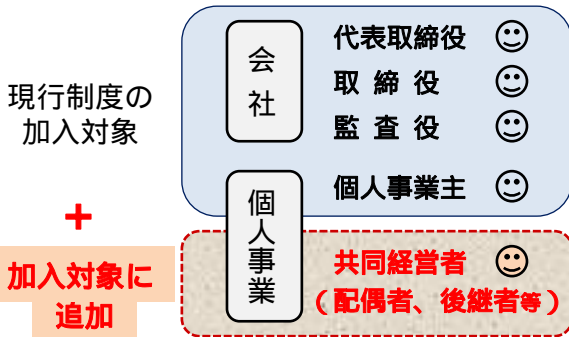 現行制度の
加入対象
+
加入対象に
追加
会
社
代表取締役
取 締 役
監 査 役
個
人
事
業
個人事業主
共同経営者
（配偶者、後継者等）